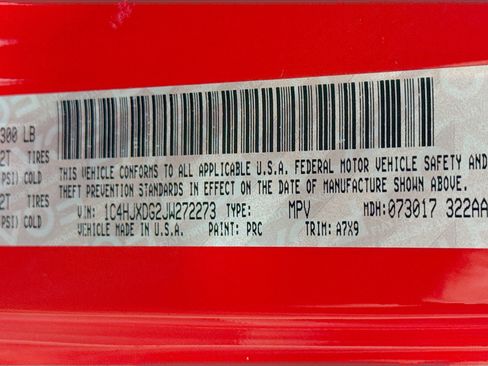 300 LB
2T TIRES
PSI) COLD
2T TIRES
PSI) COLD
THIS VEHICLE CONFORMS TO ALL APPLICABLE U.S.A. FEDERAL MOTOR VEHICLE SAFETY AND
THEFT PREVENTION STANDARDS IN EFFECT ON THE DATE OF MANUFACTURE SHOWN ABOVE.
VIN: 1C4HJXDG2JW272273 TYPE: MPV MDH: 073017 322AA
VEHICLE MADE IN U.S.A. PAINT: PRC TRIM: A7X9